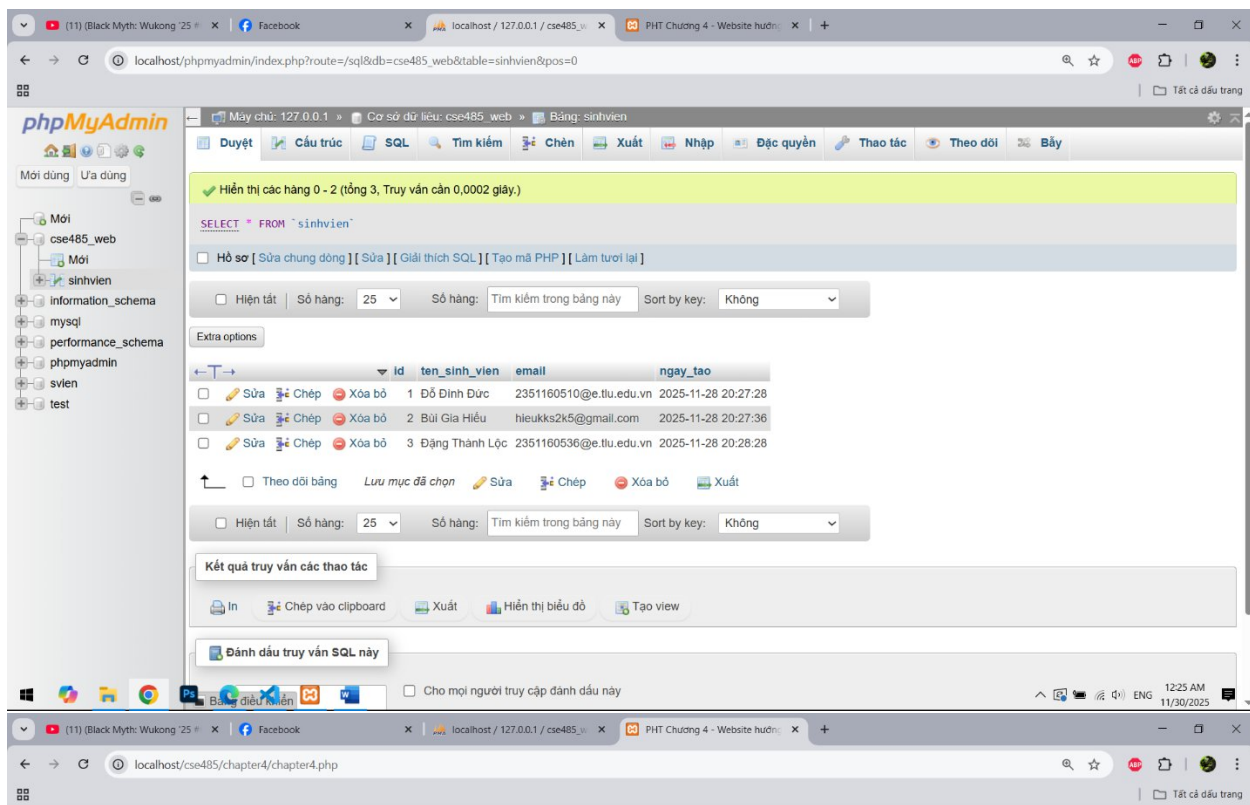 (11) (Black Myth: Wukong '25 Facebook localhost / 127.0.0.1 / cse485_w PHT Chương 4 - Website hướng
localhost/phpmyadmin/index.php?route=/sql&db=cse485_web&table=sinhvien&pos=0
Tất cả dấu trang
phpMyAdmin
Mới dùng Ưa dùng
Mới
cse485_web
Mới
sinhvien
information_schema
mysql
performance_schema
phpmyadmin
svien
test
Máy chủ: 127.0.0.1 » Cơ sở dữ liệu: cse485_web » Bảng: sinhvien
Duyệt Cấu trúc SQL Tìm kiếm Chèn Xuất Nhập Đặc quyền Thao tác Theo dõi Bẫy
Hiển thị các hàng 0 - 2 (tổng 3, Truy vấn cần 0,0002 giây.)
SELECT * FROM `sinhvien`
Hồ sơ [ Sửa chung dòng ] [ Sửa ] [ Giải thích SQL ] [ Tạo mã PHP ] [ Làm tươi lại ]
Hiện tất Số hàng: 25 Số hàng: Tìm kiếm trong bảng này Sort by key: Không
Extra options
id ten_sinh_vien email ngay_tao
Sửa Chép Xóa bỏ 1 Đỗ Đình Đức 2351160510@e.tlu.edu.vn 2025-11-28 20:27:28
Sửa Chép Xóa bỏ 2 Bùi Gia Hiếu hieukks2k5@gmail.com 2025-11-28 20:27:36
Sửa Chép Xóa bỏ 3 Đặng Thành Lộc 2351160536@e.tlu.edu.vn 2025-11-28 20:28:28
Theo dõi bảng Lưu mục đã chọn Sửa Chép Xóa bỏ Xuất
Hiện tất Số hàng: 25 Số hàng: Tìm kiếm trong bảng này Sort by key: Không
Kết quả truy vấn các thao tác
In Chép vào clipboard Xuất Hiển thị biểu đồ Tạo view
Đánh dấu truy vấn SQL này
Bảng điều khiển Cho mọi người truy cập đánh dấu này
ENG 12:25 AM
11/30/2025
(11) (Black Myth: Wukong '25 Facebook localhost / 127.0.0.1 / cse485_w PHT Chương 4 - Website hướng
localhost/cse485/chapter4/chapter4.php
Tất cả dấu trang